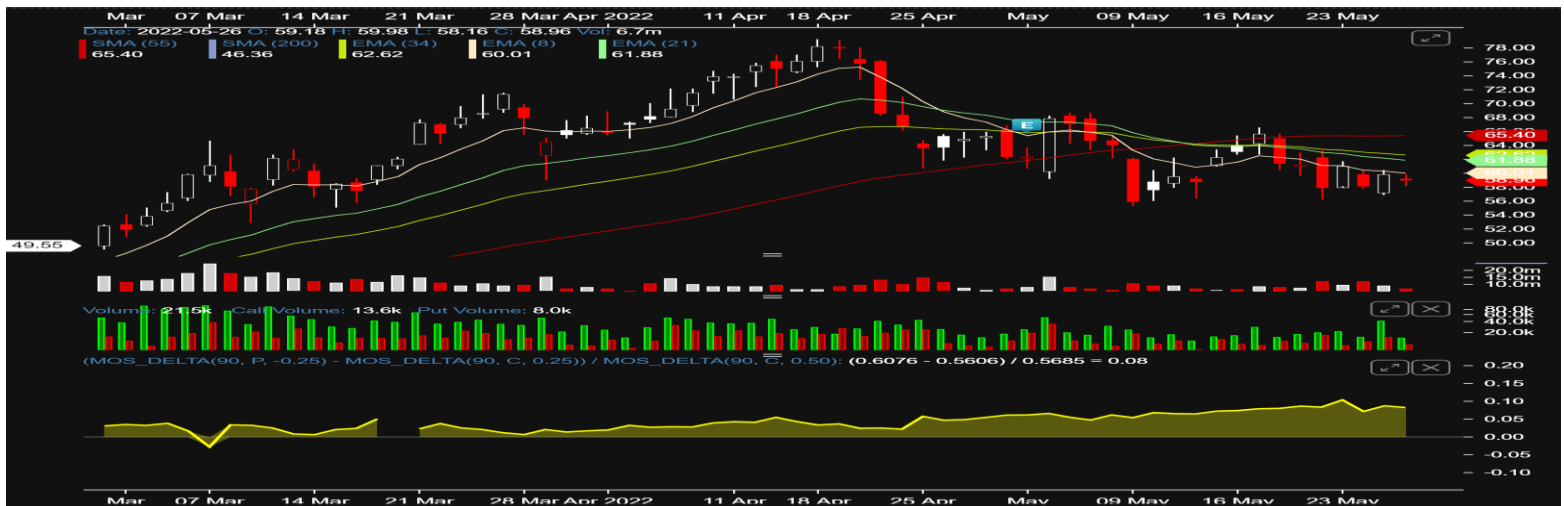 Mar 07 Mar 14 Mar 21 Mar 28 Mar Apr 2022 11 Apr 18 Apr 25 Apr May 09 May 16 May 23 May
Date: 2022-05-26 O: 59.18 H: 59.98 L: 58.16 C: 58.96 Vol: 6.7m
SMA (55) SMA (200) EMA (34) EMA (8) EMA (21)
65.40 46.36 62.62 60.01 61.88
78.00
76.00
74.00
72.00
70.00
68.00
65.40
64.00
62.62
61.88
60.01
58.96
58.00
56.00
54.00
52.00
50.00
49.55
20.0m
15.0m
10.0m
Volume: 21.5k Call Volume: 13.6k Put Volume: 8.0k
80.0k
60.0k
40.0k
20.0k
(MOS_DELTA(90, P, -0.25) - MOS_DELTA(90, C, 0.25)) / MOS_DELTA(90, C, 0.50): (0.6076 - 0.5606) / 0.5685 = 0.08
0.20
0.15
0.10
0.05
0.00
-0.05
-0.10
E
Mar 07 Mar 14 Mar 21 Mar 28 Mar Apr 2022 11 Apr 18 Apr 25 Apr May 09 May 16 May 23 May